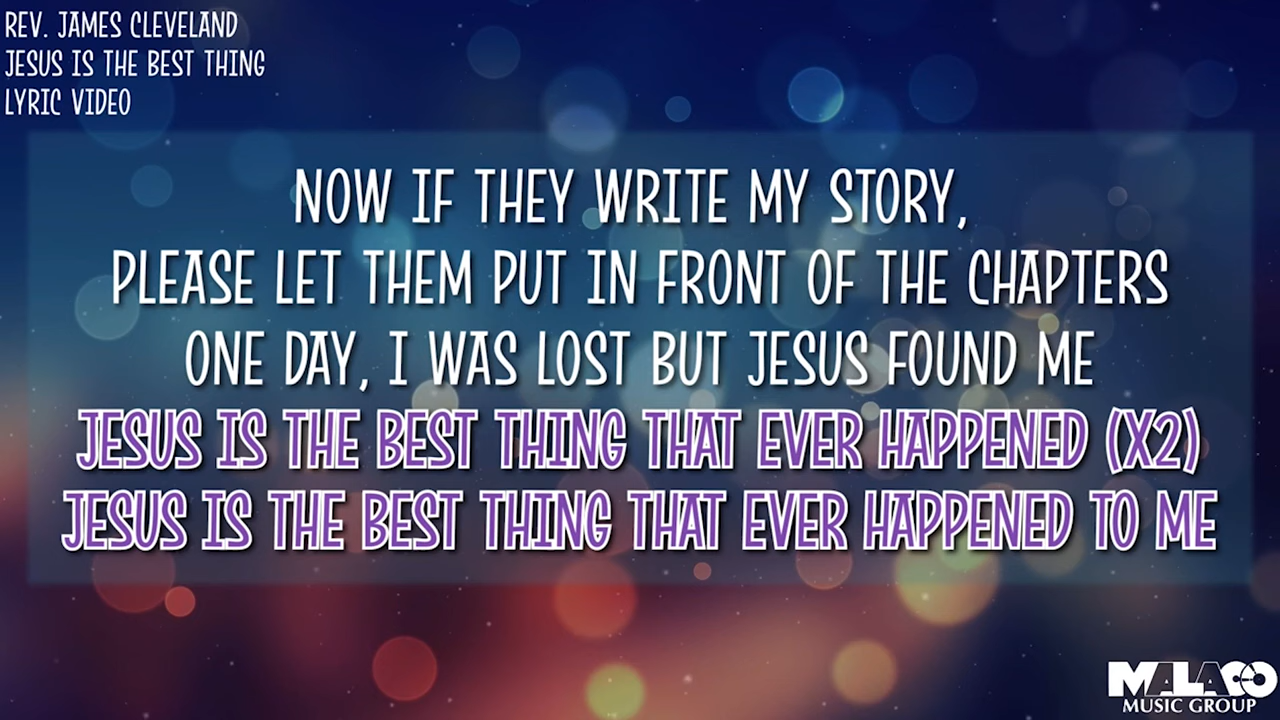 REV. JAMES CLEVELAND
JESUS IS THE BEST THING
LYRIC VIDEO
NOW IF THEY WRITE MY STORY,
PLEASE LET THEM PUT IN FRONT OF THE CHAPTERS
ONE DAY, I WAS LOST BUT JESUS FOUND ME
JESUS IS THE BEST THING THAT EVER HAPPENED (X2)
JESUS IS THE BEST THING THAT EVER HAPPENED TO ME
MALACO
MUSIC GROUP